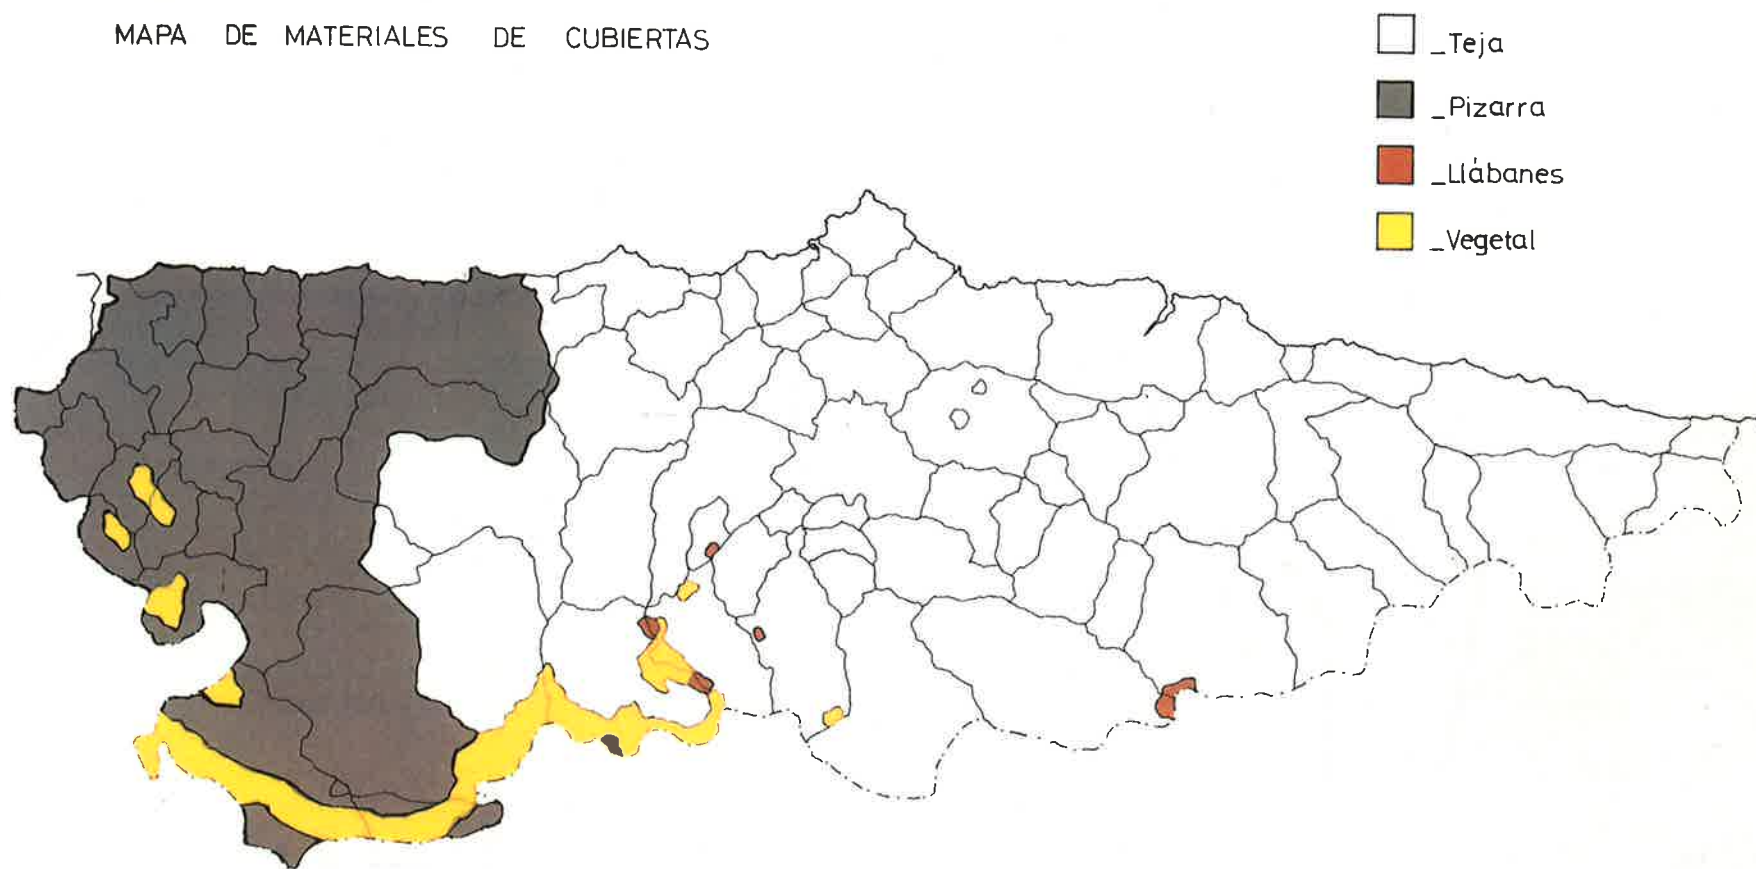 MAPA DE MATERIALES DE CUBIERTAS
_Teja
_Pizarra
_Llábanes
_Vegetal